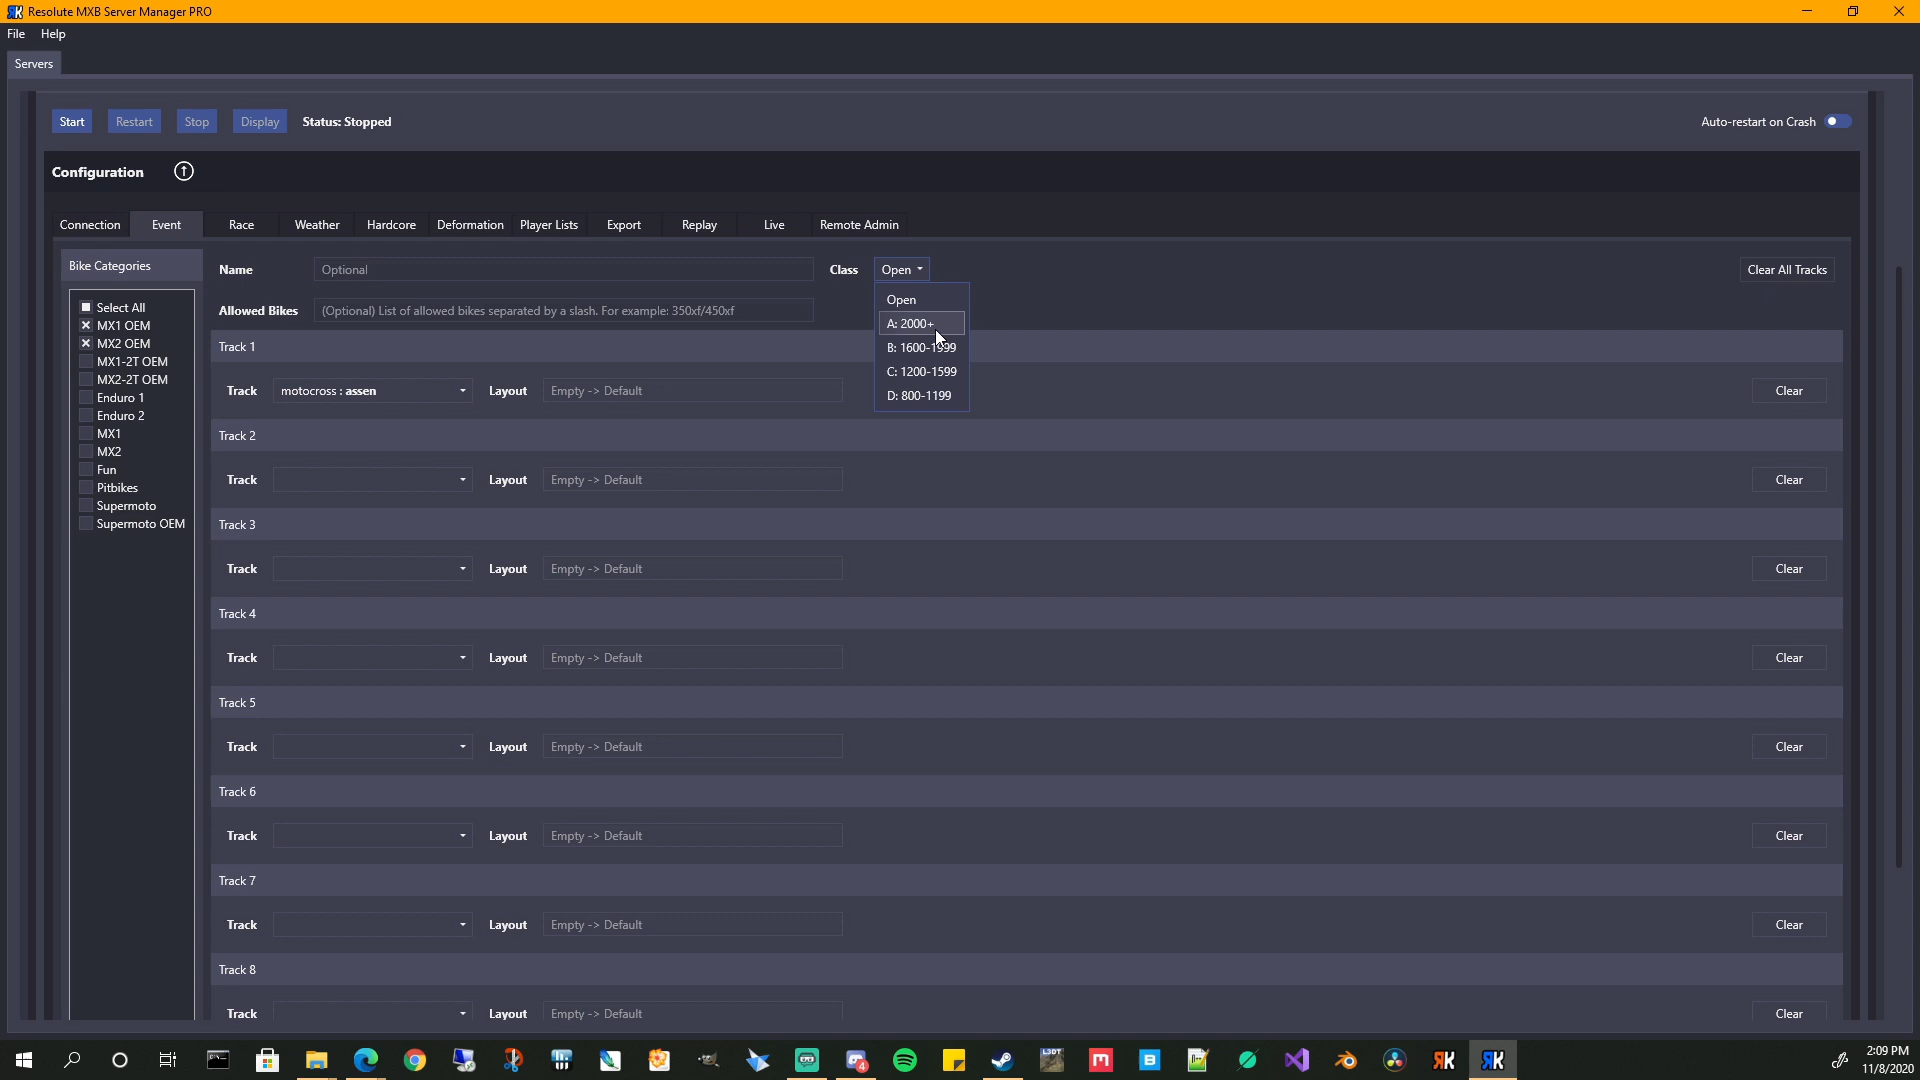 Resolute MXB Server Manager PRO
File Help
Servers
Start Restart Stop Display Status: Stopped Auto-restart on Crash
Configuration
Connection Event Race Weather Hardcore Deformation Player Lists Export Replay Live Remote Admin
Bike Categories
Select All
MX1 OEM
MX2 OEM
MX1-2T OEM
MX2-2T OEM
Enduro 1
Enduro 2
MX1
MX2
Fun
Pitbikes
Supermoto
Supermoto OEM
Name Optional Class Open Clear All Tracks
Open
A: 2000+
B: 1600-1999
C: 1200-1599
D: 800-1199
Allowed Bikes (Optional) List of allowed bikes separated by a slash. For example: 350xf/450xf
Track 1
Track motocross : assen Layout Empty -> Default Clear
Track 2
Track Layout Empty -> Default Clear
Track 3
Track Layout Empty -> Default Clear
Track 4
Track Layout Empty -> Default Clear
Track 5
Track Layout Empty -> Default Clear
Track 6
Track Layout Empty -> Default Clear
Track 7
Track Layout Empty -> Default Clear
Track 8
Track Layout Empty -> Default Clear
L3DT
4
2:09 PM
11/8/2020